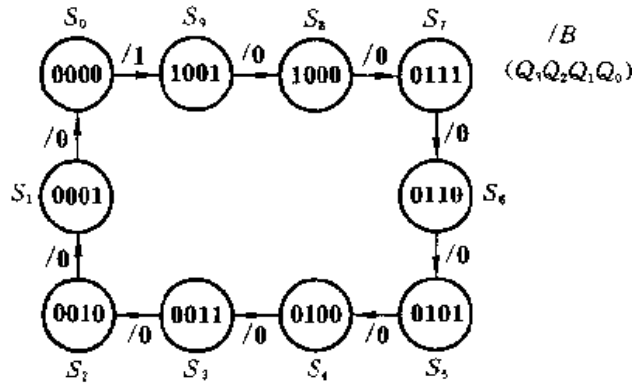 S₀ S₉ S₈ S₇ /B
0000 /1 1001 /0 1000 /0 0111 (Q₃Q₂Q₁Q₀)
/0 /0
S₁ 0001 0110 S₆
/0 /0
0010 /0 0011 /0 0100 /0 0101
S₂ S₃ S₄ S₅